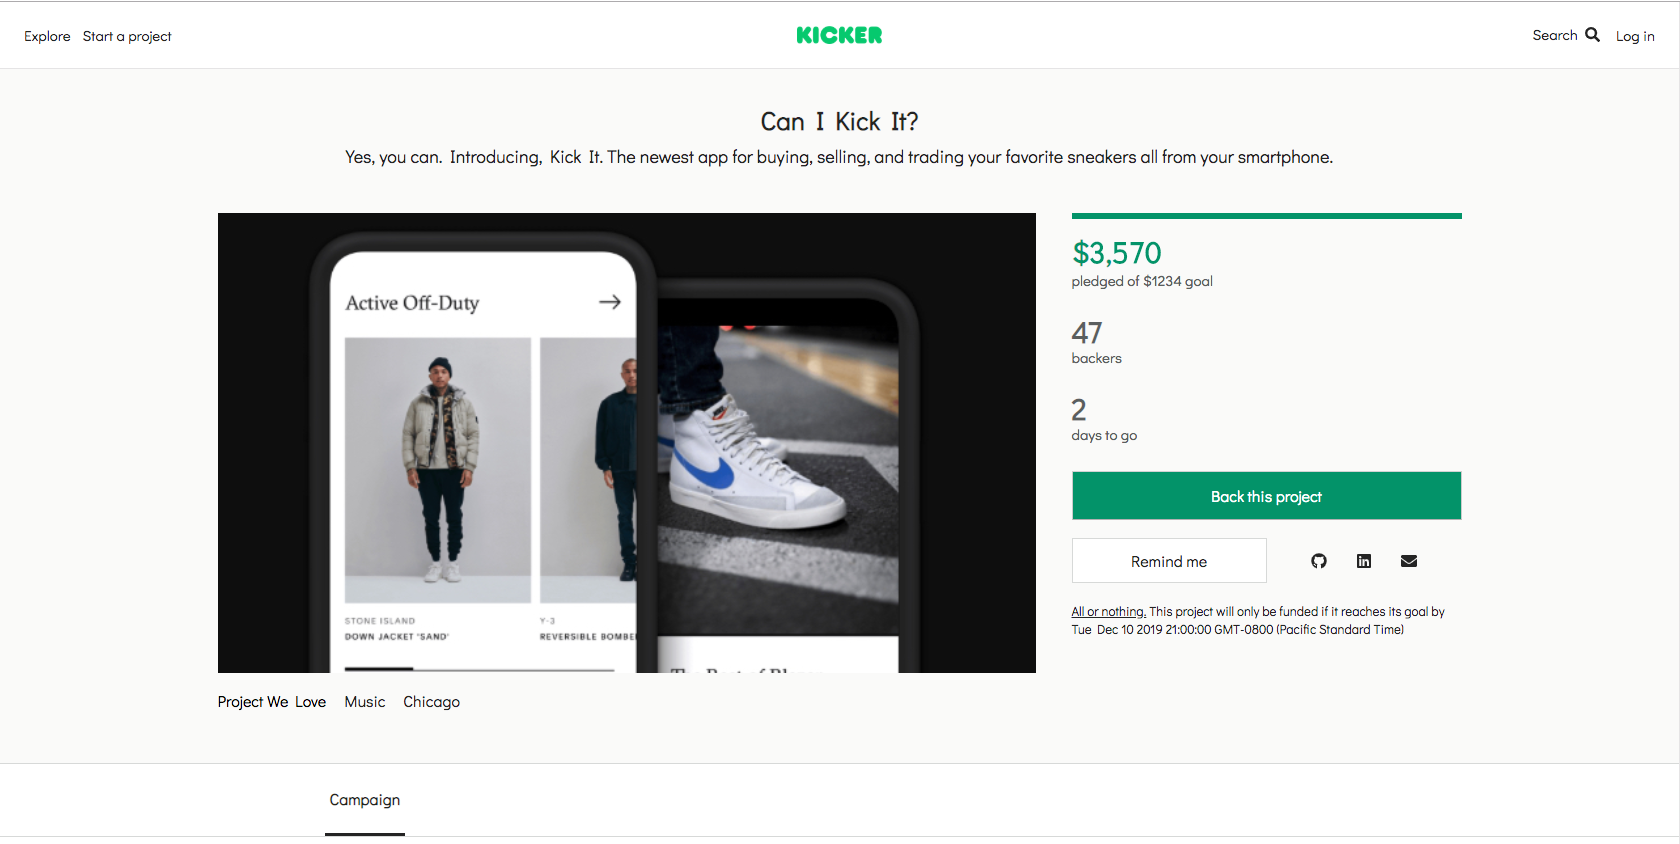 Explore Start a project
KICKER
Search Log in
Can I Kick It?
Yes, you can. Introducing, Kick It. The newest app for buying, selling, and trading your favorite sneakers all from your smartphone.
Active Off-Duty
STONE ISLAND
DOWN JACKET 'SAND'
Y-3
REVERSIBLE BOMBE
$3,570
pledged of $1234 goal
47
backers
2
days to go
Back this project
Remind me
All or nothing. This project will only be funded if it reaches its goal by
Tue Dec 10 2019 21:00:00 GMT-0800 (Pacific Standard Time)
Project We Love Music Chicago
Campaign